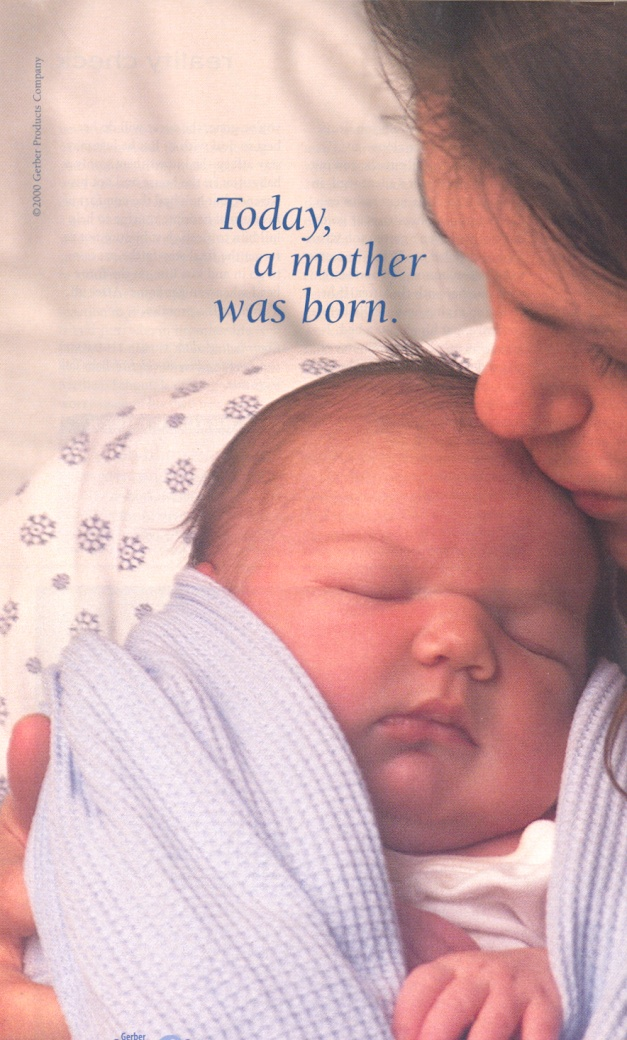 ©2000 Gerber Products Company
Today,
a mother
was born.
Gerber